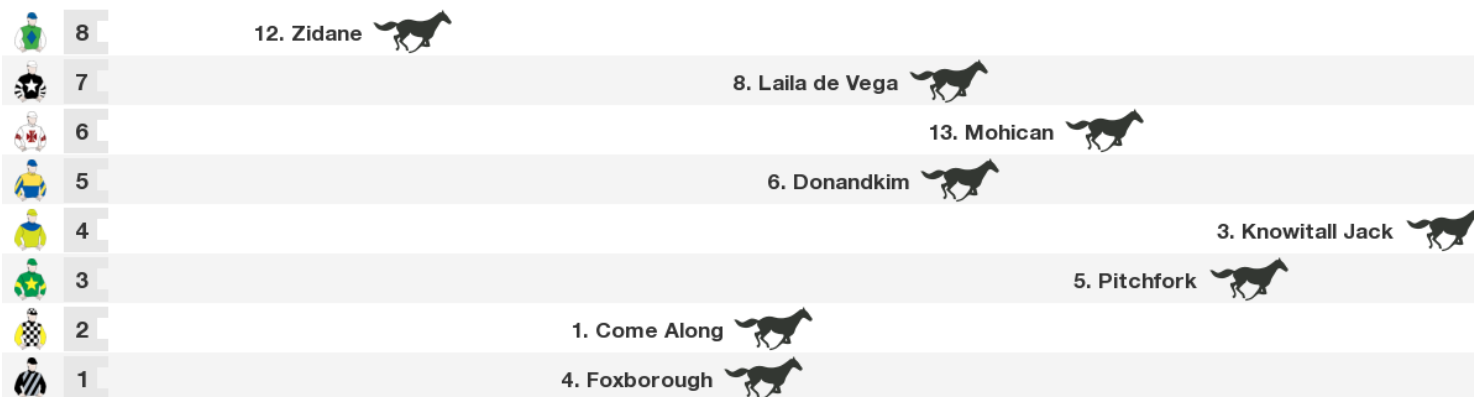 8 12. Zidane
7 8. Laila de Vega
6 13. Mohican
5 6. Donandkim
4 3. Knowitall Jack
3 5. Pitchfork
2 1. Come Along
1 4. Foxborough